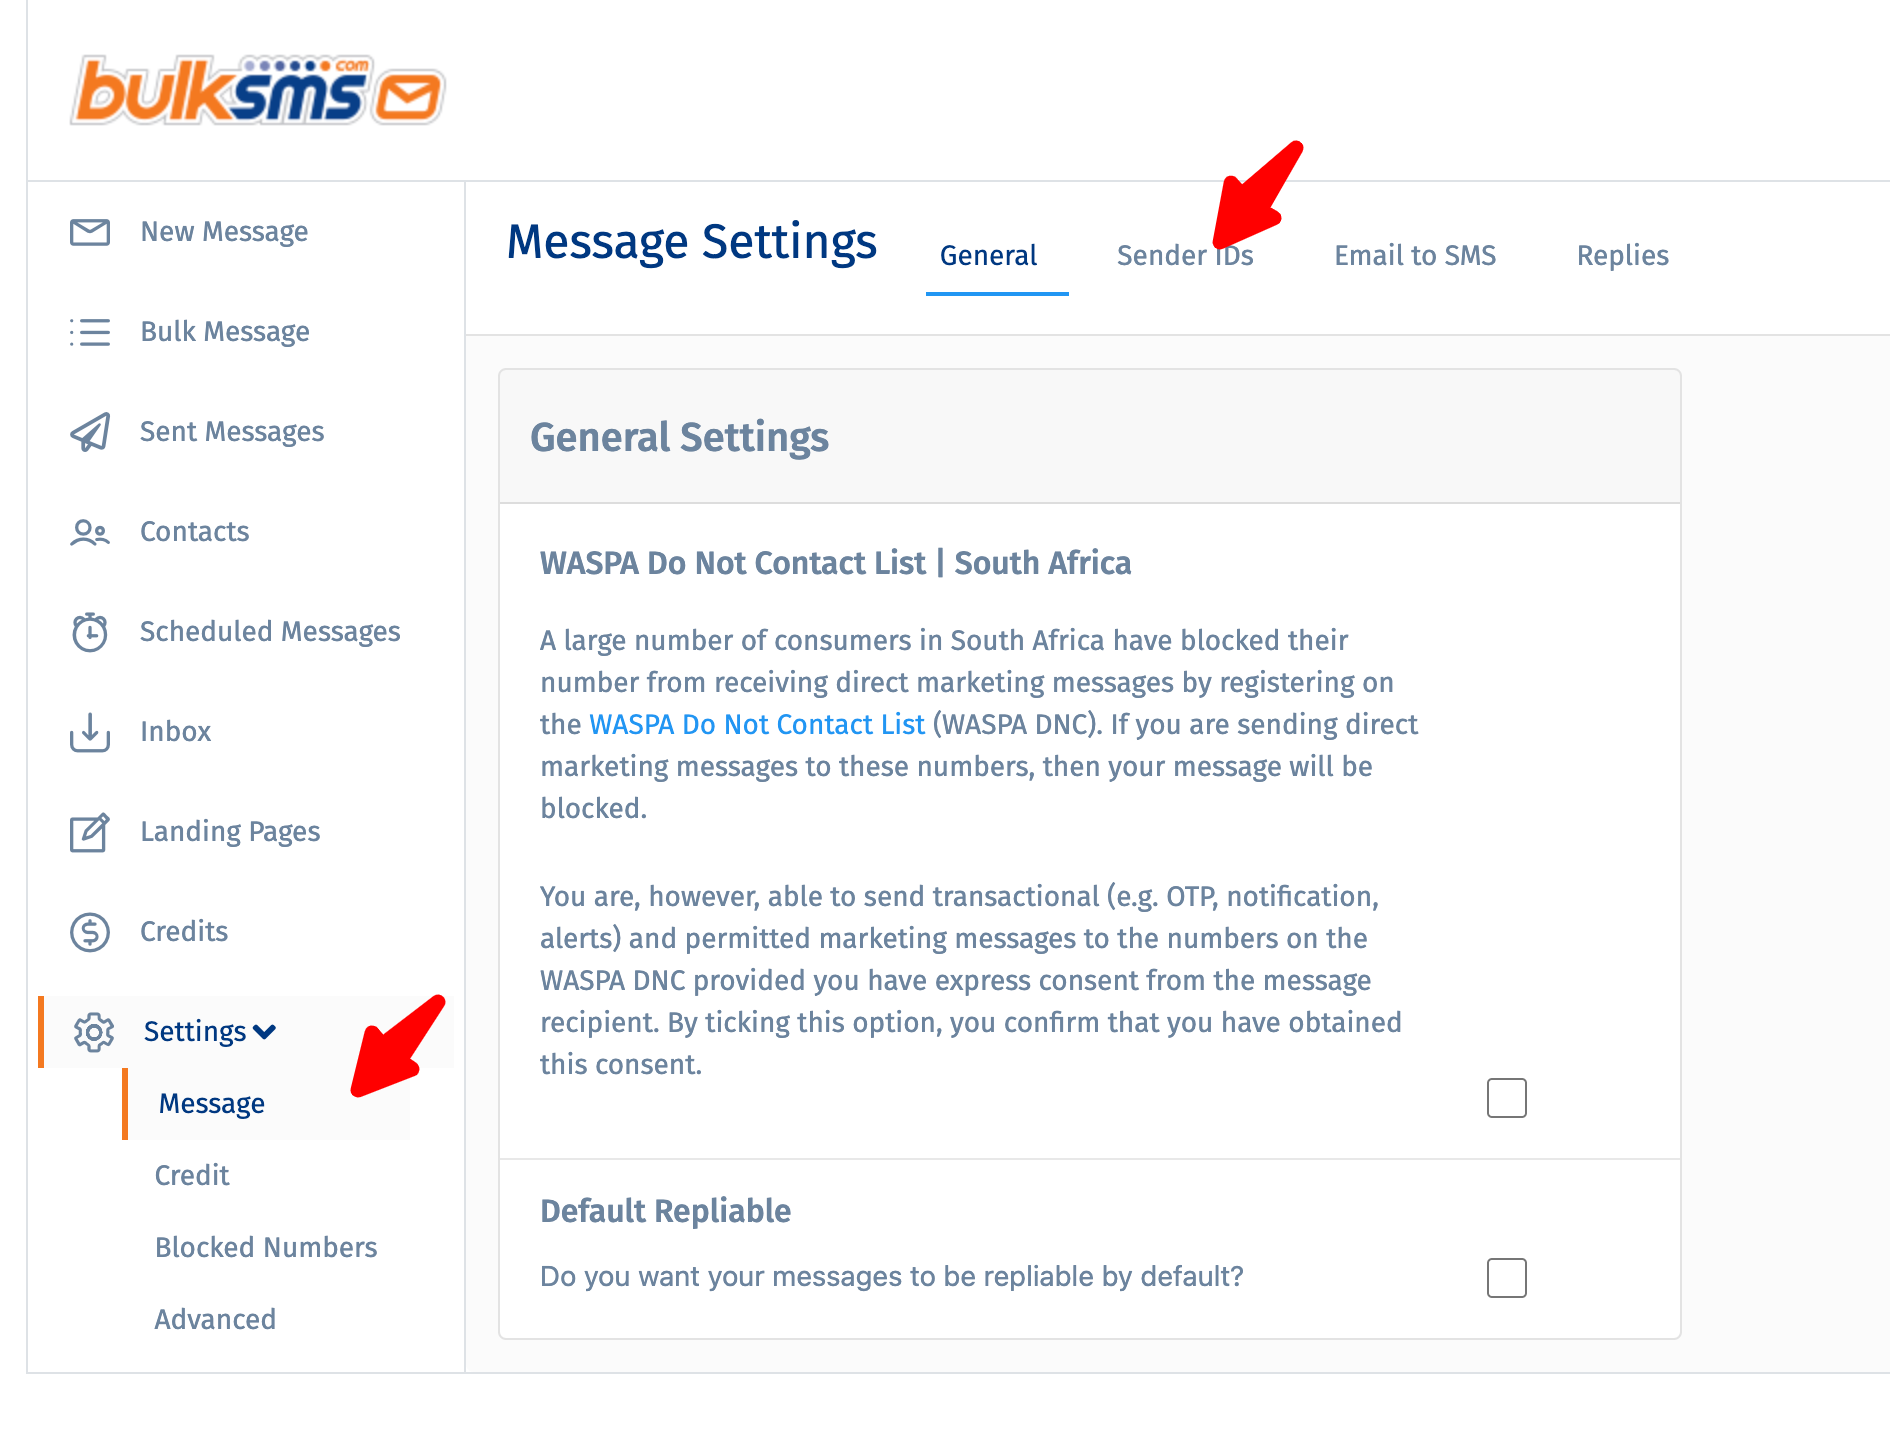 bulksms.com
New Message
Bulk Message
Sent Messages
Contacts
Scheduled Messages
Inbox
Landing Pages
Credits
Settings
Message
Credit
Blocked Numbers
Advanced
Message Settings
General
Sender IDs
Email to SMS
Replies
General Settings
WASPA Do Not Contact List | South Africa
A large number of consumers in South Africa have blocked their
number from receiving direct marketing messages by registering on
the WASPA Do Not Contact List (WASPA DNC). If you are sending direct
marketing messages to these numbers, then your message will be
blocked.
You are, however, able to send transactional (e.g. OTP, notification,
alerts) and permitted marketing messages to the numbers on the
WASPA DNC provided you have express consent from the message
recipient. By ticking this option, you confirm that you have obtained
this consent.
Default Repliable
Do you want your messages to be repliable by default?